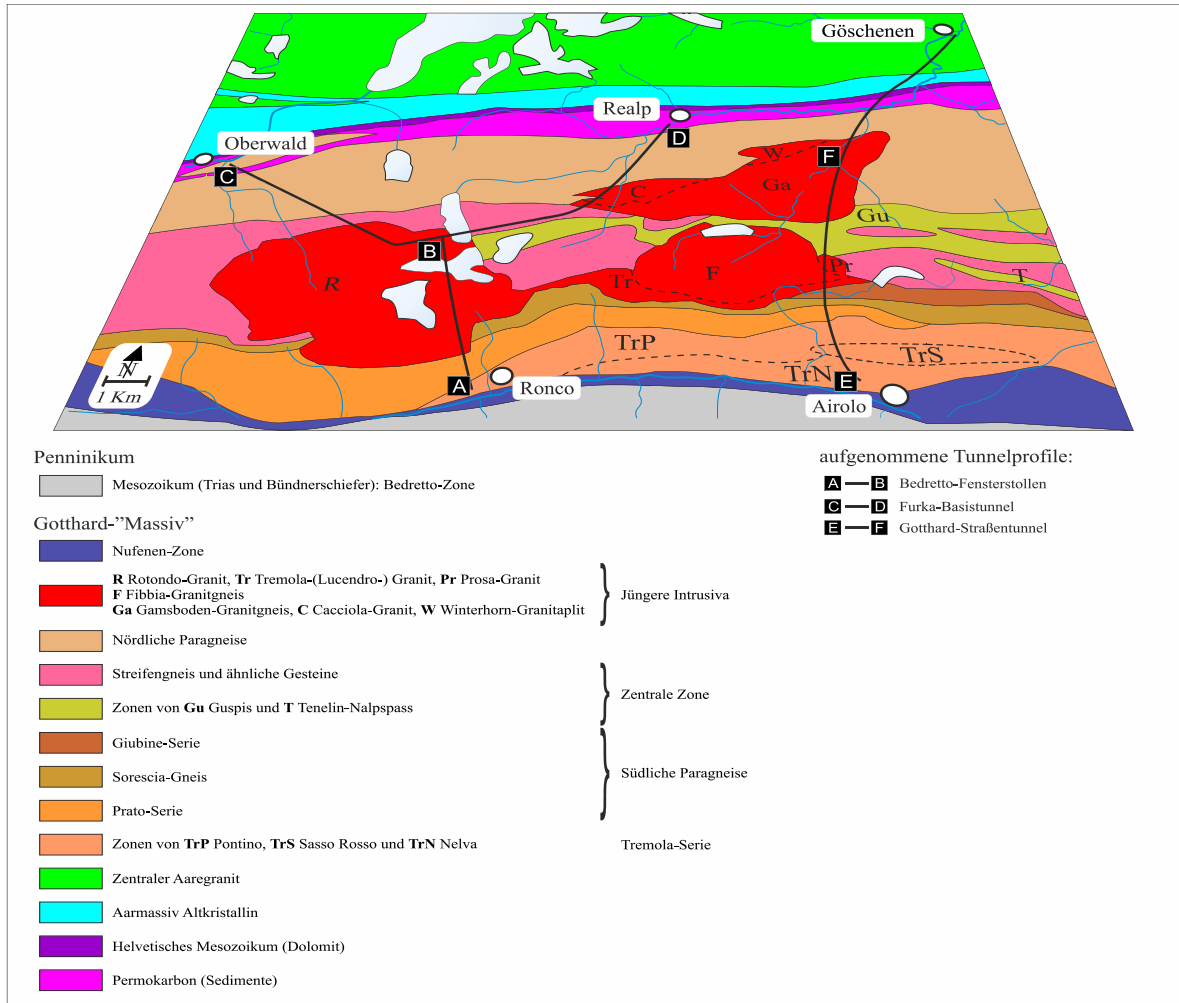 Göschenen
Realp
D
Oberwald
C
W
F
C
Ga
Gu
B
R
Tr
F
Pr
T
TrP
TrS
TrN
N
1 Km
A
Ronco
E
Airolo
Penninikum
Mesozoikum (Trias und Bündnerschiefer): Bedretto-Zone
Gotthard-"Massiv"
Nufenen-Zone
R Rotondo-Granit, Tr Tremola-(Lucendro-) Granit, Pr Prosa-Granit
F Fibbia-Granitgneis
Ga Gamsboden-Granitgneis, C Cacciola-Granit, W Winterhorn-Granitaplit
Jüngere Intrusiva
Nördliche Paragneise
Streifengneis und ähnliche Gesteine
Zonen von Gu Guspis und T Tenelin-Nalpspass
Zentrale Zone
Giubine-Serie
Sorescia-Gneis
Prato-Serie
Südliche Paragneise
Zonen von TrP Pontino, TrS Sasso Rosso und TrN Nelva
Tremola-Serie
Zentraler Aaregranit
Aarmassiv Altkristallin
Helvetisches Mesozoikum (Dolomit)
Permokarbon (Sedimente)
aufgenommene Tunnelprofile:
A B Bedretto-Fensterstollen
C D Furka-Basistunnel
E F Gotthard-Straßentunnel